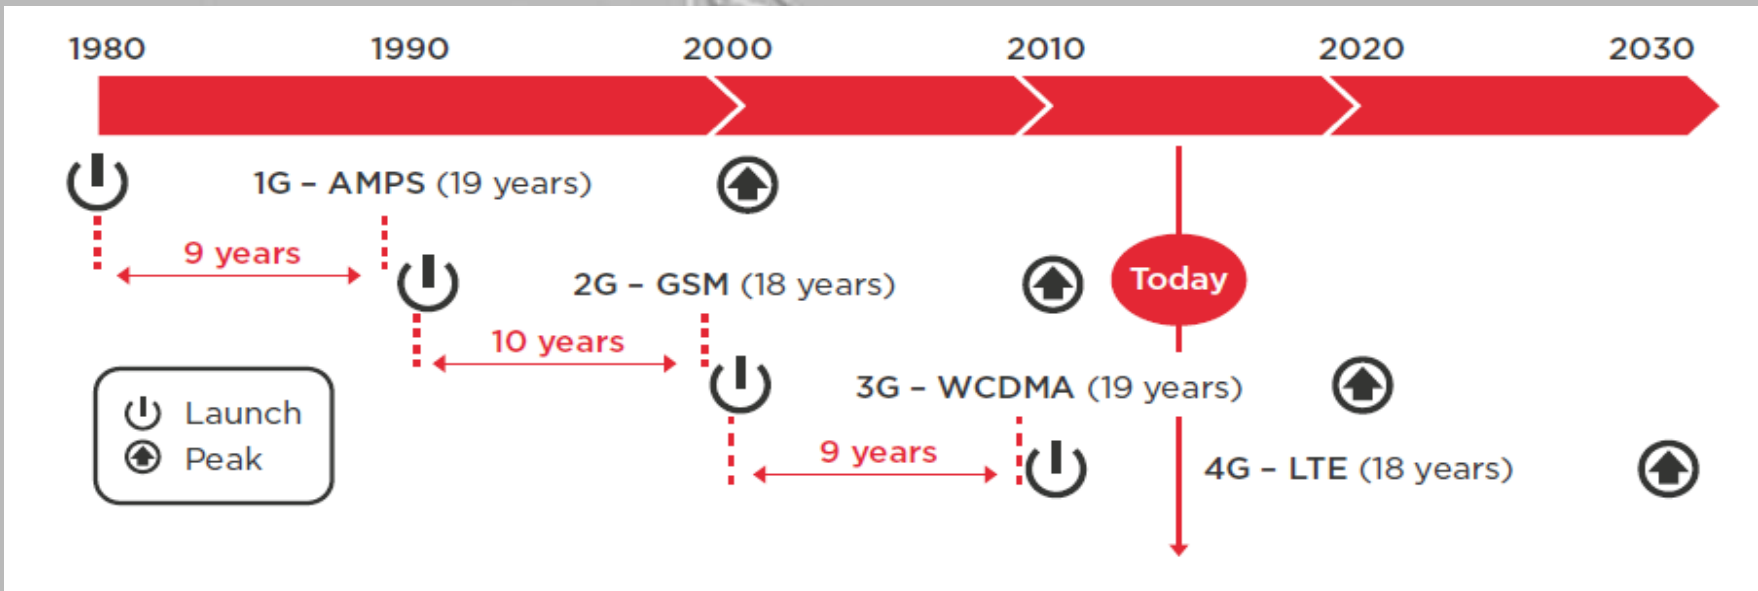 1980 1990 2000 2010 2020 2030
1G – AMPS (19 years)
9 years
2G – GSM (18 years)
Today
10 years
3G – WCDMA (19 years)
Launch
Peak
9 years
4G – LTE (18 years)